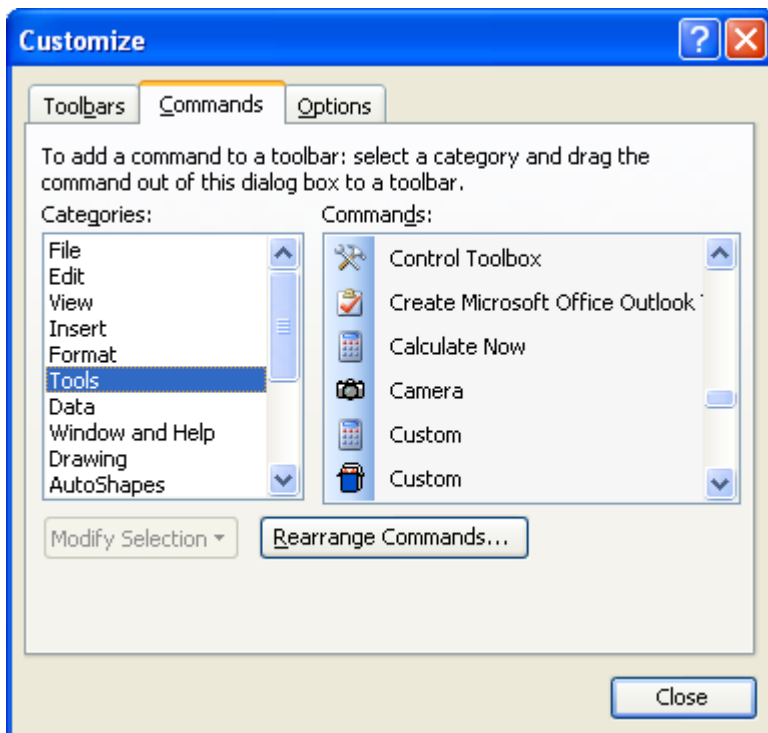 Customize
Toolbars Commands Options
To add a command to a toolbar: select a category and drag the
command out of this dialog box to a toolbar.
Categories:
File
Edit
View
Insert
Format
Tools
Data
Window and Help
Drawing
AutoShapes
Commands:
Control Toolbox
Create Microsoft Office Outlook
Calculate Now
Camera
Custom
Custom
Modify Selection
Rearrange Commands...
Close